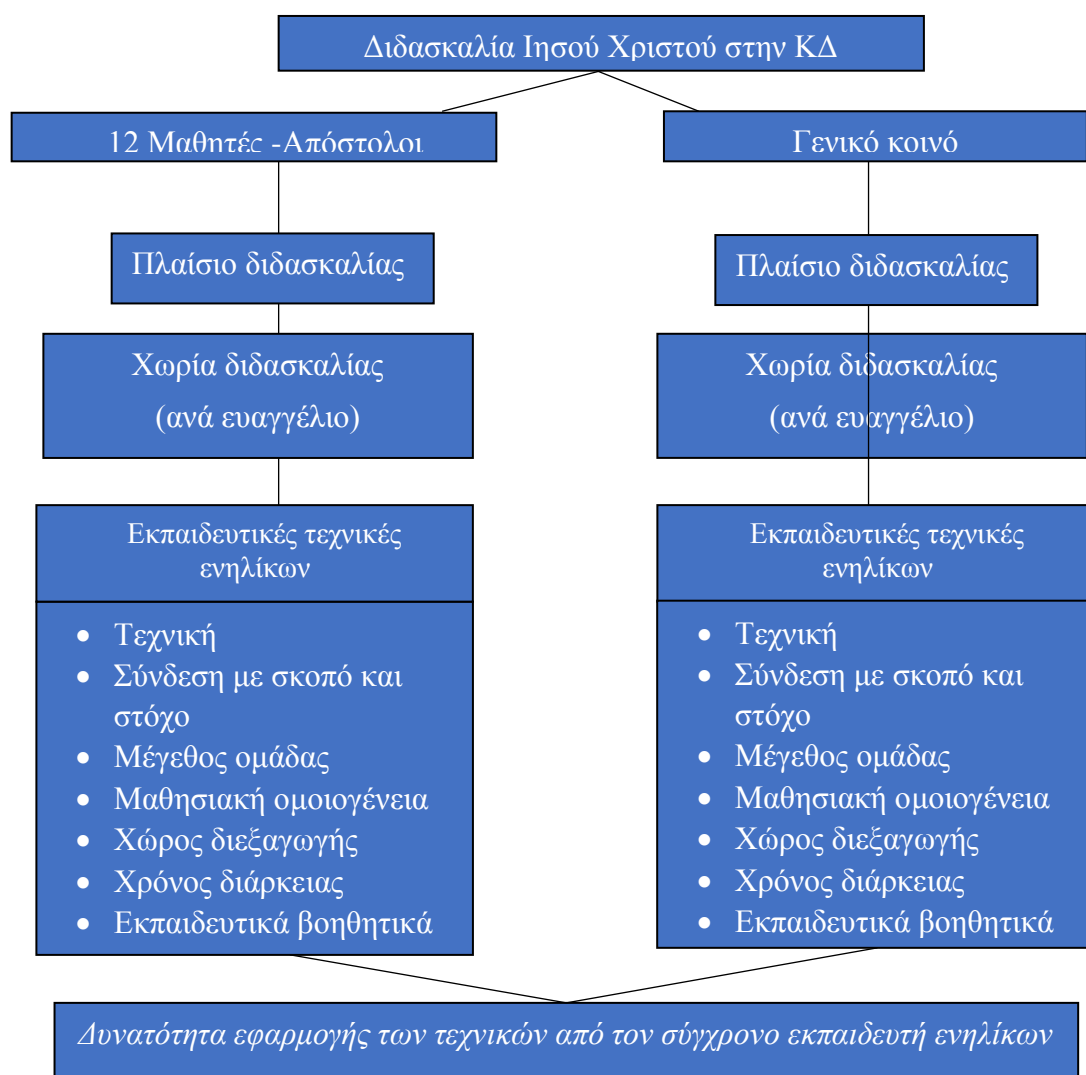 Διδασκαλία Ιησού Χριστού στην ΚΔ
12 Μαθητές -Απόστολοι
Γενικό κοινό
Πλαίσιο διδασκαλίας
Πλαίσιο διδασκαλίας
Χωρία διδασκαλίας
(ανά ευαγγέλιο)
Χωρία διδασκαλίας
(ανά ευαγγέλιο)
Εκπαιδευτικές τεχνικές
ενηλίκων
• Τεχνική
• Σύνδεση με σκοπό και
στόχο
• Μέγεθος ομάδας
• Μαθησιακή ομοιογένεια
• Χώρος διεξαγωγής
• Χρόνος διάρκειας
• Εκπαιδευτικά βοηθητικά
Εκπαιδευτικές τεχνικές
ενηλίκων
• Τεχνική
• Σύνδεση με σκοπό και
στόχο
• Μέγεθος ομάδας
• Μαθησιακή ομοιογένεια
• Χώρος διεξαγωγής
• Χρόνος διάρκειας
• Εκπαιδευτικά βοηθητικά
Δυνατότητα εφαρμογής των τεχνικών από τον σύγχρονο εκπαιδευτή ενηλίκων